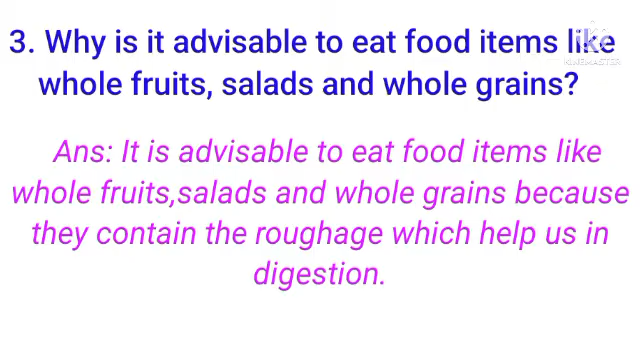 3. Why is it advisable to eat food items like
whole fruits, salads and whole grains?
KINEMASTER
Ans: It is advisable to eat food items like
whole fruits,salads and whole grains because
they contain the roughage which help us in
digestion.